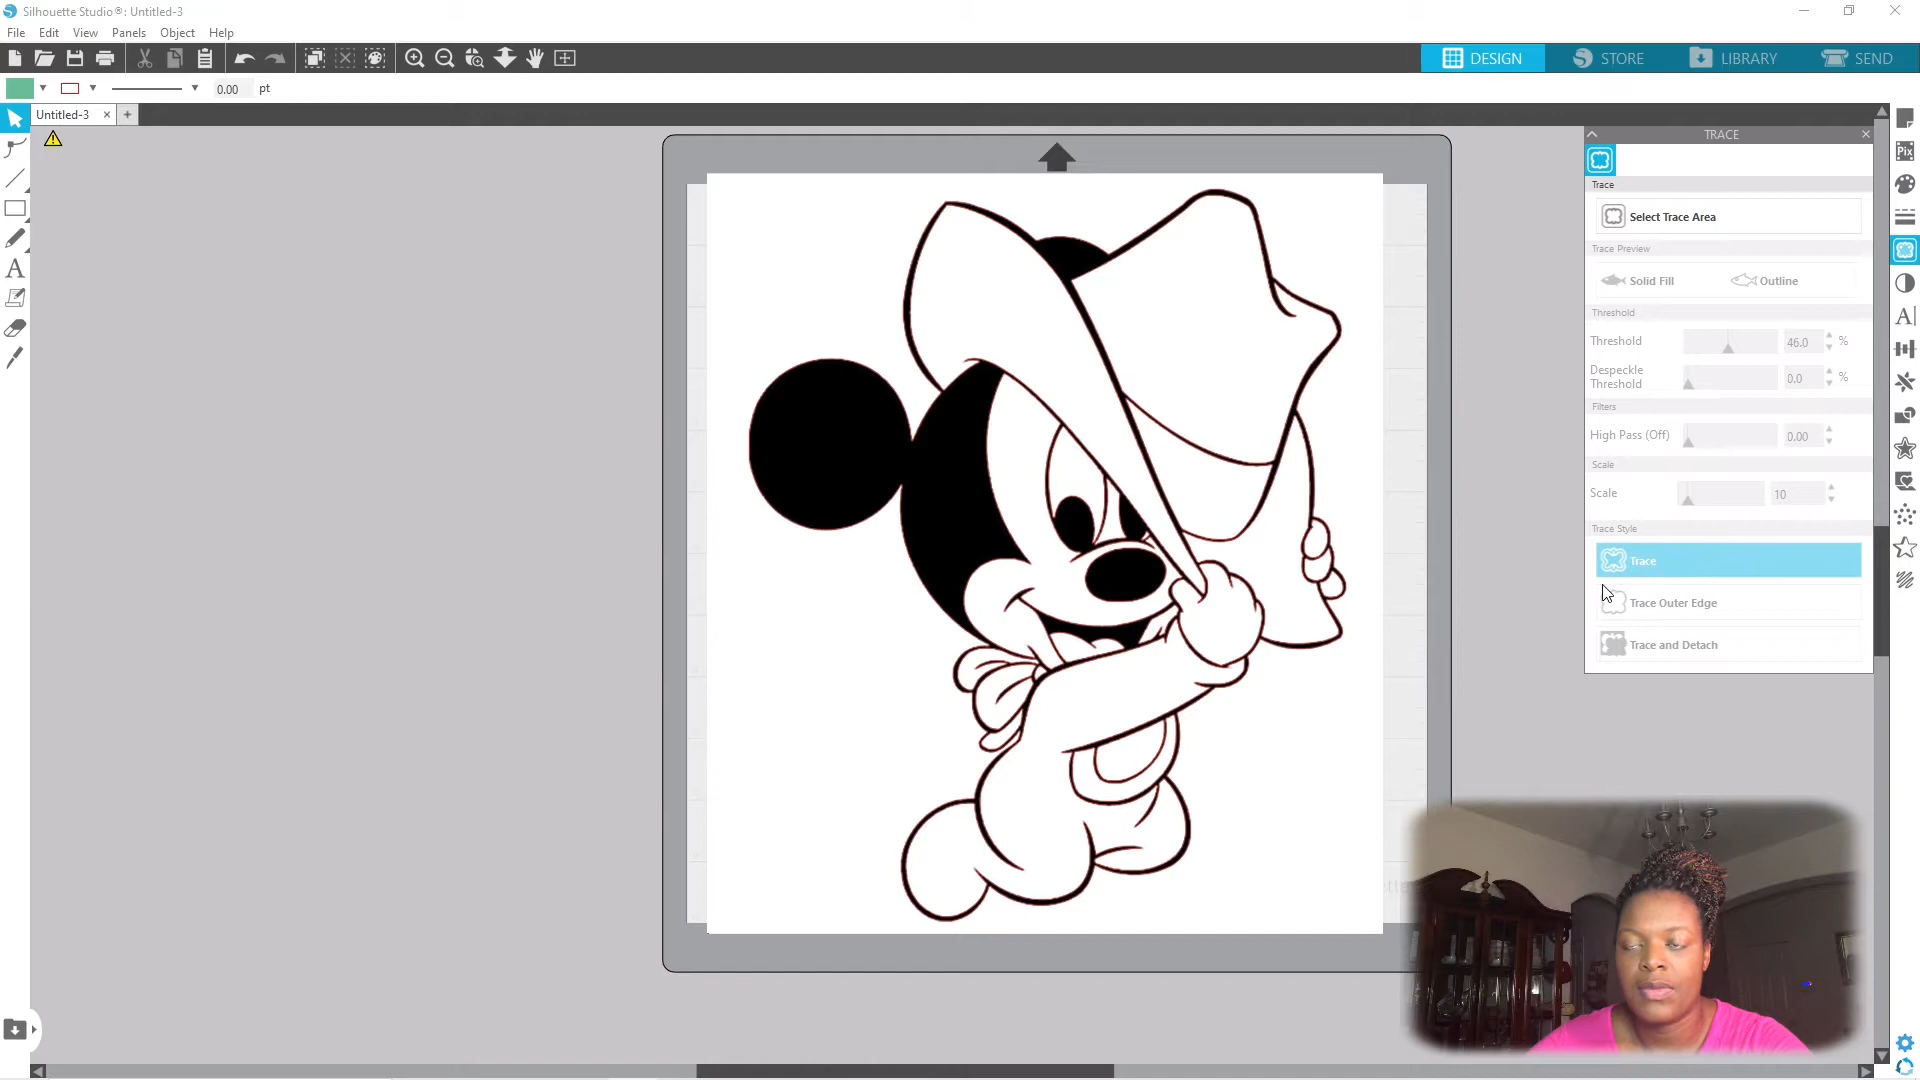 Silhouette Studio®: Untitled-3
File Edit View Panels Object Help
DESIGN STORE LIBRARY SEND
0.00 pt
Untitled-3 × +
TRACE
Pix
Trace
Select Trace Area
Trace Preview
Solid Fill Outline
Threshold
Threshold 46.0 %
Despeckle
Threshold 0.0 %
Filters
High Pass (Off) 0.00
Scale
Scale 10
Trace Style
Trace
Trace Outer Edge
Trace and Detach